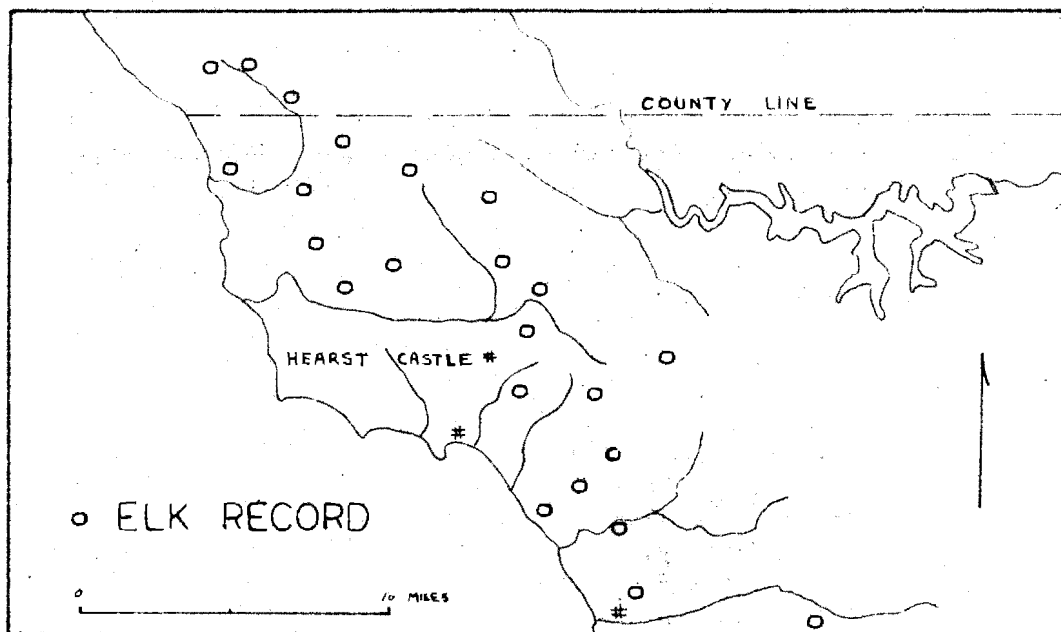 COUNTY LINE
HEARST CASTLE #
#
O ELK RECORD
0 10 MILES
#